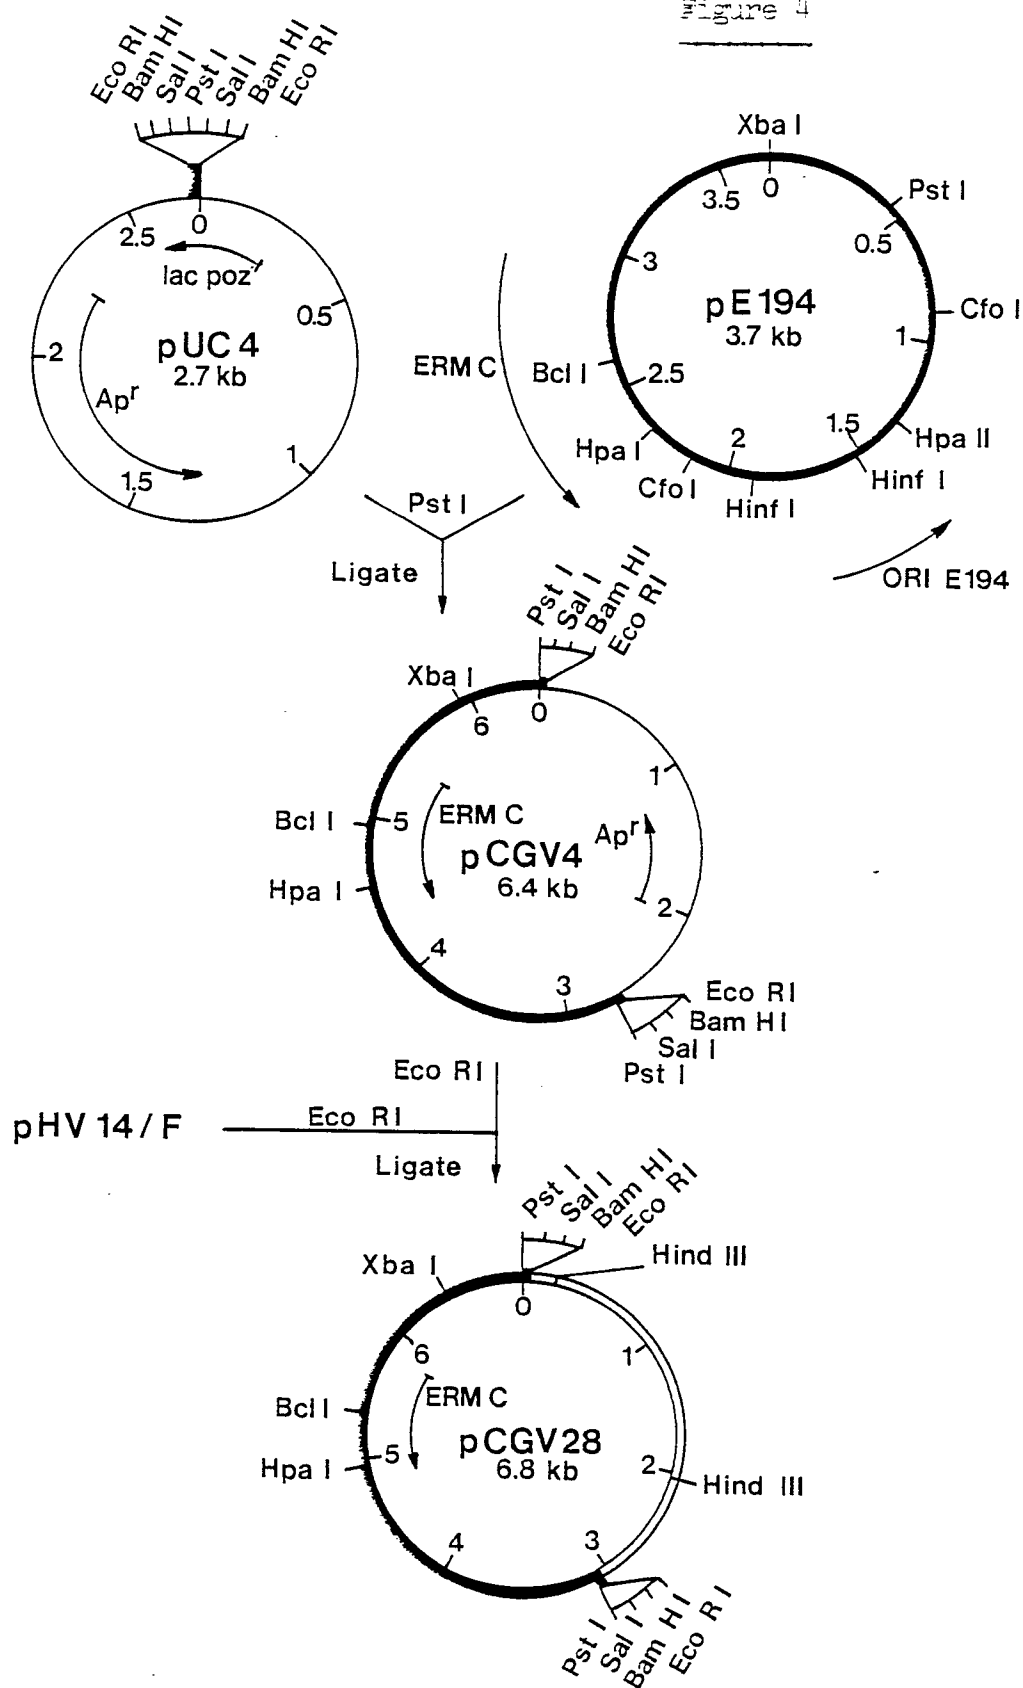 Figure 4
Eco RI
Bam HI
Sal I
Pst I
Sal I
Bam HI
Eco RI
0
2.5
lac poz'
0.5
pUC 4
2.7 kb
2
Apr
1.5
1
Xba I
0
3.5
Pst I
0.5
3
pE194
3.7 kb
Cfo I
1
ERM C
Bcl I
2.5
Hpa I
Cfo I
2
Hinf I
1.5
Hpa II
Hinf I
ORI E194
Pst I
Ligate
Pst I
Sal I
Bam HI
Eco RI
Xba I
6
0
1
Bcl I
5
ERM C
Apr
pCGV4
6.4 kb
Hpa I
2
4
3
Eco RI
Bam HI
Sal I
Pst I
Eco RI
pHV 14/F
Eco RI
Ligate
Pst I
Sal I
Bam HI
Eco RI
Xba I
Hind III
0
6
1
Bcl I
ERM C
pCGV28
6.8 kb
Hpa I
5
2
Hind III
4
3
Pst I
Sal I
Bam HI
Eco RI